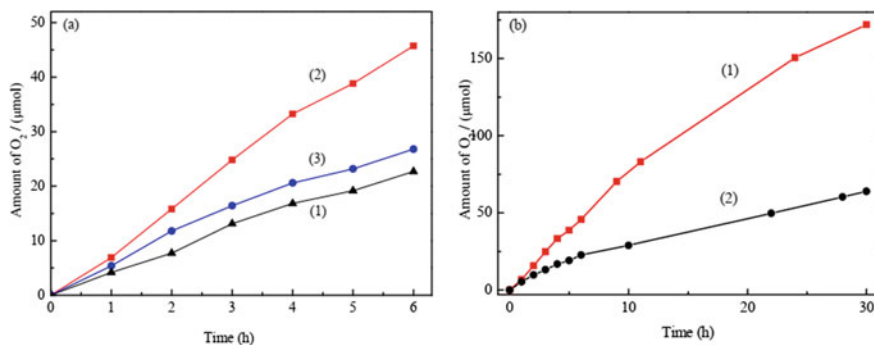 (a)
50
40
30
20
10
0
Amount of O2 / (μmol)
(2)
(3)
(1)
0 1 2 3 4 5 6
Time (h)
(b)
150
100
50
0
Amount of O2/ (μmol)
(1)
(2)
0 10 20 30
Time (h)